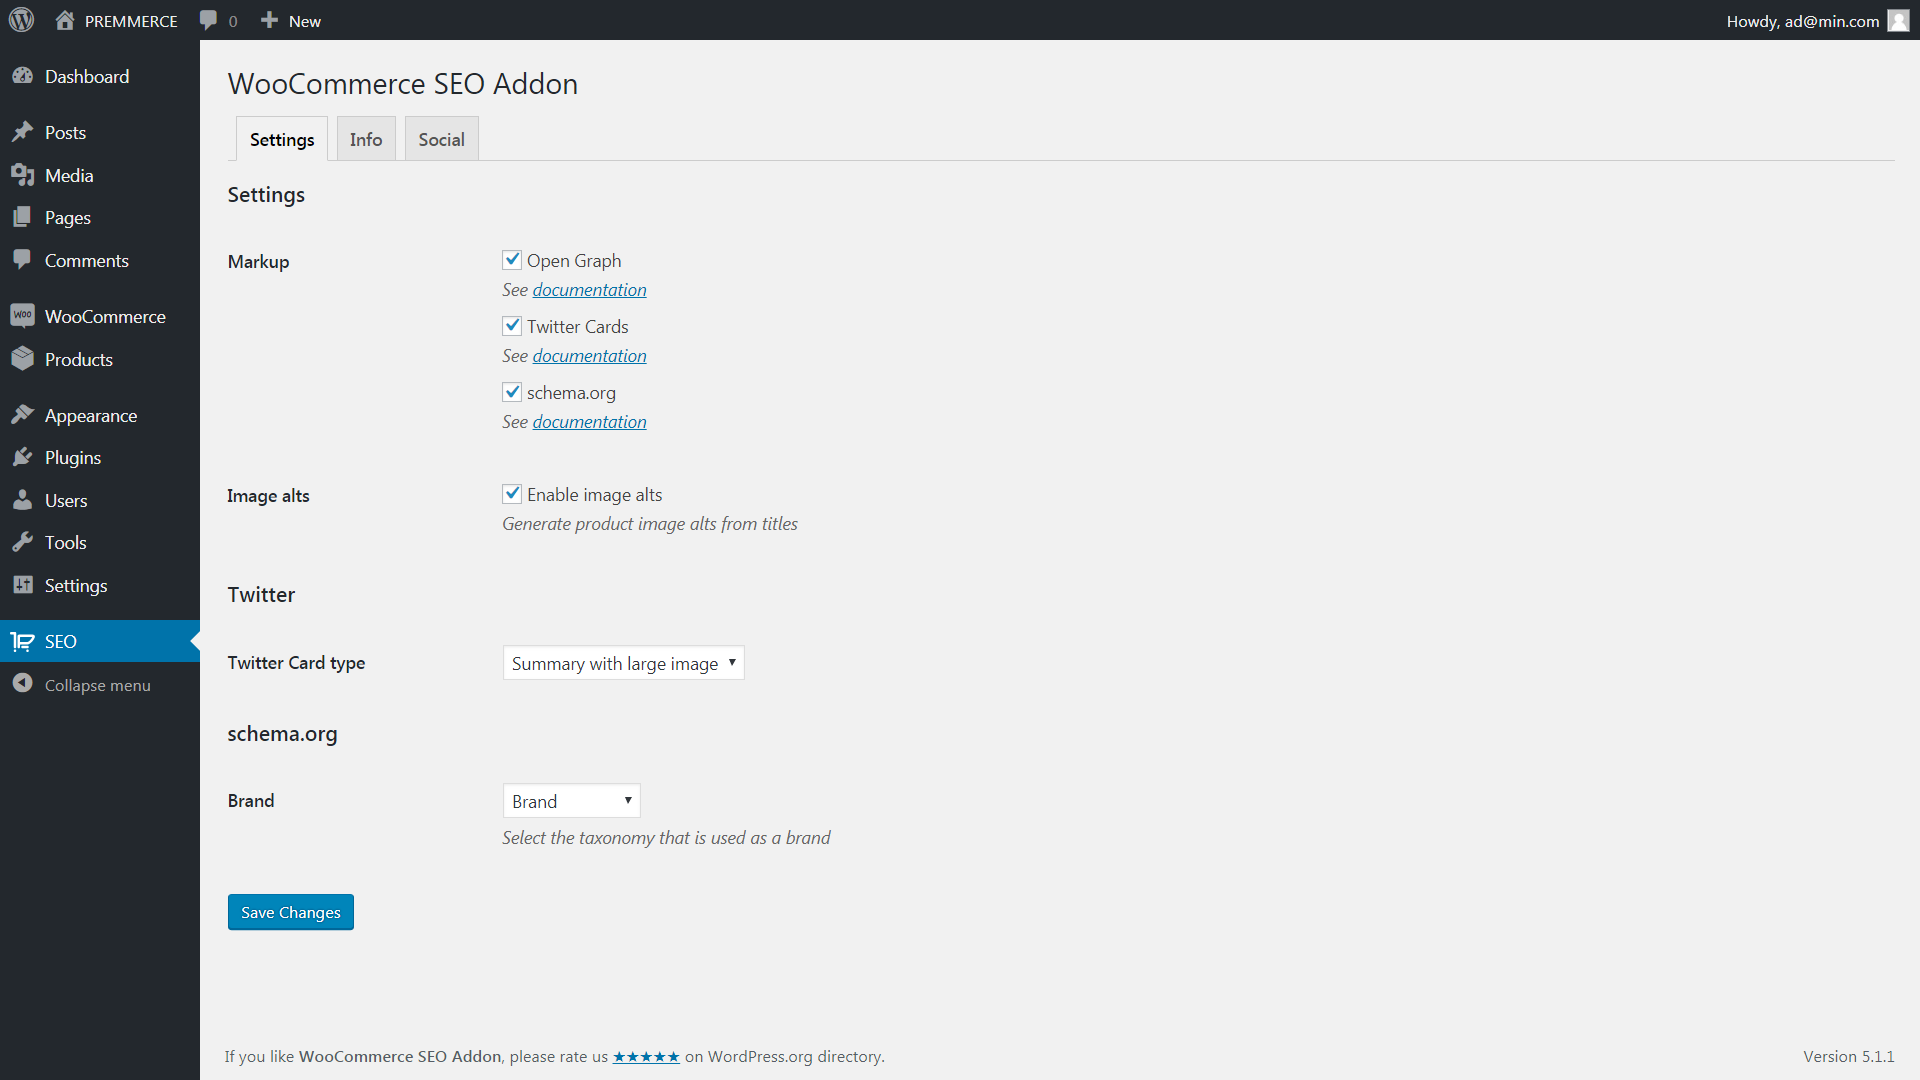 PREMMERCE 0 New Howdy, ad@min.com
Dashboard
Posts
Media
Pages
Comments
WooCommerce
Products
Appearance
Plugins
Users
Tools
Settings
SEO
Collapse menu
WooCommerce SEO Addon
Settings Info Social
Settings
Markup
Open Graph
See documentation
Twitter Cards
See documentation
schema.org
See documentation
Image alts
Enable image alts
Generate product image alts from titles
Twitter
Twitter Card type
Summary with large image
schema.org
Brand
Brand
Select the taxonomy that is used as a brand
Save Changes
If you like WooCommerce SEO Addon, please rate us ★★★★★ on WordPress.org directory.
Version 5.1.1